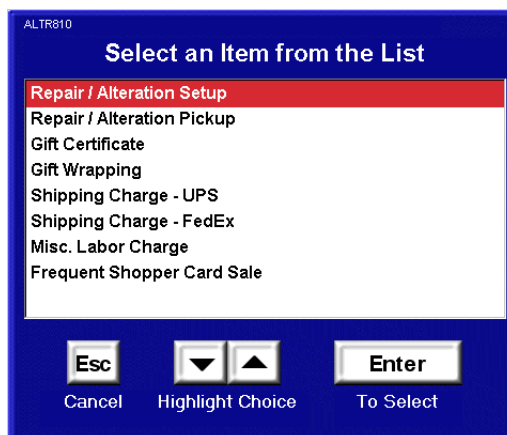 ALTR810
Select an Item from the List
Repair / Alteration Setup
Repair / Alteration Pickup
Gift Certificate
Gift Wrapping
Shipping Charge - UPS
Shipping Charge - FedEx
Misc. Labor Charge
Frequent Shopper Card Sale
Esc
Enter
Cancel
Highlight Choice
To Select